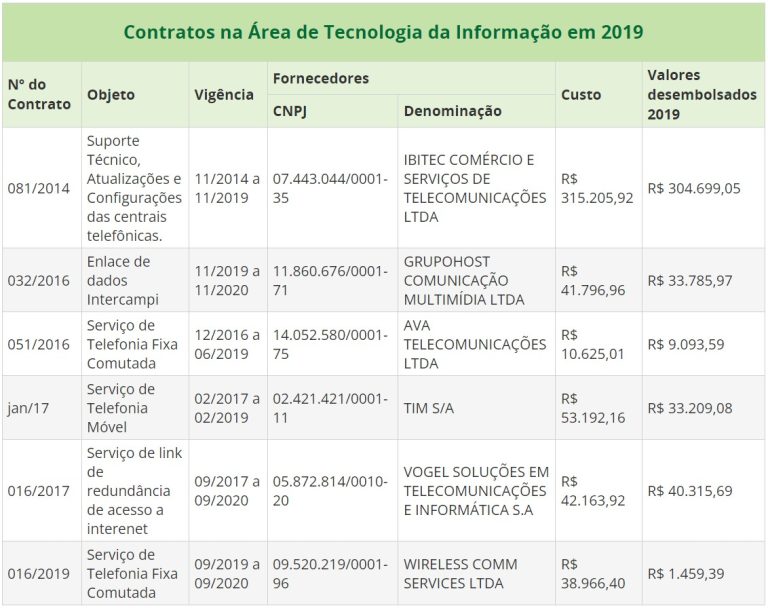 Contratos na Área de Tecnologia da Informação em 2019
Nº do
Contrato
Objeto
Vigência
Fornecedores
CNPJ
Denominação
Custo
Valores
desembolsados
2019
081/2014
Suporte
Técnico,
Atualizações e
Configurações
das centrais
telefônicas.
11/2014 a
11/2019
07.443.044/0001-
35
IBITEC COMÉRCIO E
SERVIÇOS DE
TELECOMUNICAÇÕES
LTDA
R$
315.205,92
R$ 304.699,05
032/2016
Enlace de
dados
Intercampi
11/2019 a
11/2020
11.860.676/0001-
71
GRUPOHOST
COMUNICAÇÃO
MULTIMÍDIA LTDA
R$
41.796,96
R$ 33.785,97
051/2016
Serviço de
Telefonia Fixa
Comutada
12/2016 a
06/2019
14.052.580/0001-
75
AVA
TELECOMUNICAÇÕES
LTDA
R$
10.625,01
R$ 9.093,59
jan/17
Serviço de
Telefonia
Móvel
02/2017 a
02/2019
02.421.421/0001-
11
TIM S/A
R$
53.192,16
R$ 33.209,08
016/2017
Serviço de link
de
redundância
de acesso a
interenet
09/2017 a
09/2020
05.872.814/0010-
20
VOGEL SOLUÇÕES EM
TELECOMUNICAÇÕES
E INFORMÁTICA S.A
R$
42.163,92
R$ 40.315,69
016/2019
Serviço de
Telefonia Fixa
Comutada
09/2019 a
09/2020
09.520.219/0001-
96
WIRELESS COMM
SERVICES LTDA
R$
38.966,40
R$ 1.459,39